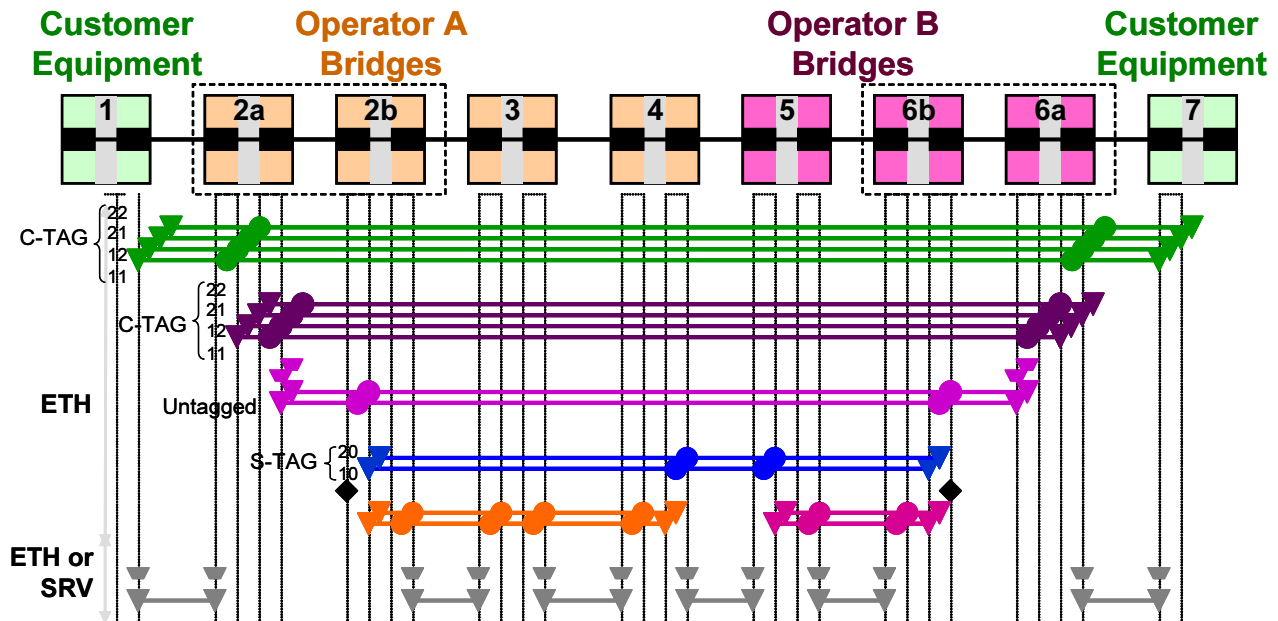 Customer Equipment
Operator A Bridges
Operator B Bridges
Customer Equipment
1
2a
2b
3
4
5
6b
6a
7
C-TAG
22
21
12
11
C-TAG
22
21
12
11
ETH
Untagged
S-TAG
20
10
ETH or
SRV